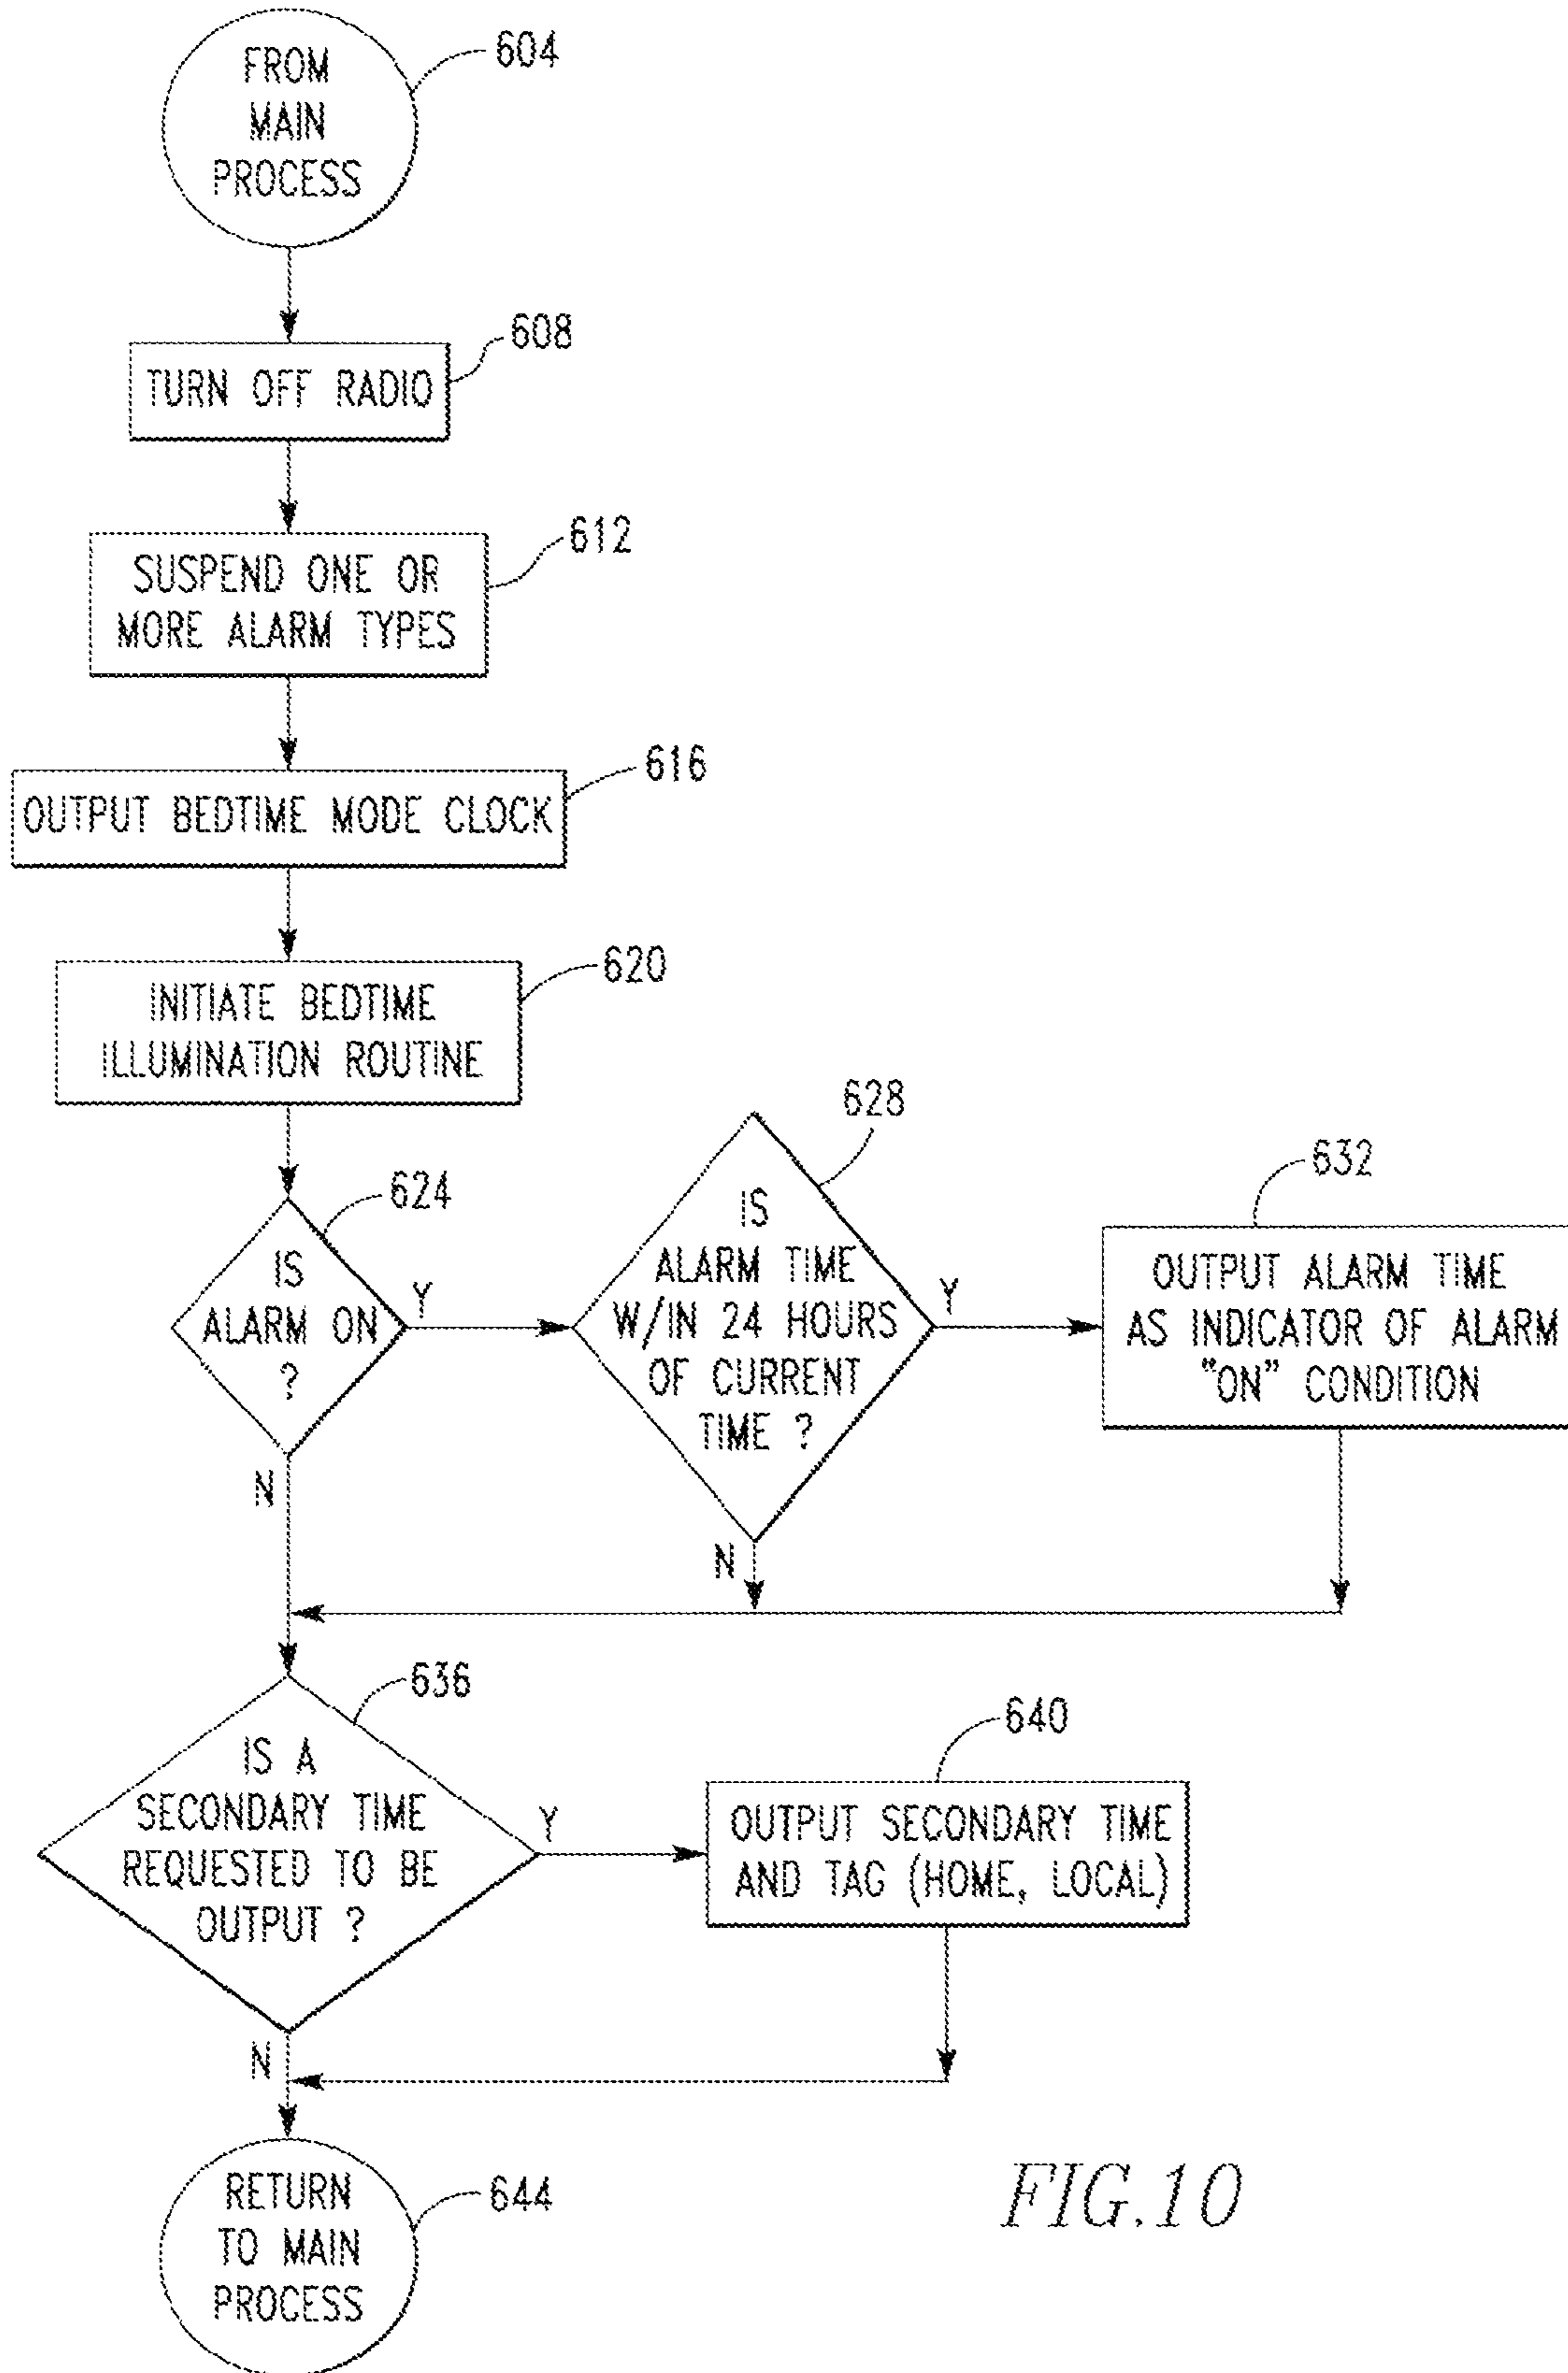 FROM
MAIN
PROCESS
604
TURN OFF RADIO
608
SUSPEND ONE OR
MORE ALARM TYPES
612
OUTPUT BEDTIME MODE CLOCK
616
INITIATE BEDTIME
ILLUMINATION ROUTINE
620
IS
ALARM ON
?
624
Y
N
IS
ALARM TIME
W/IN 24 HOURS
OF CURRENT
TIME ?
628
Y
N
OUTPUT ALARM TIME
AS INDICATOR OF ALARM
"ON" CONDITION
632
IS A
SECONDARY TIME
REQUESTED TO BE
OUTPUT ?
636
Y
N
OUTPUT SECONDARY TIME
AND TAG (HOME, LOCAL)
640
RETURN
TO MAIN
PROCESS
644
FIG.10